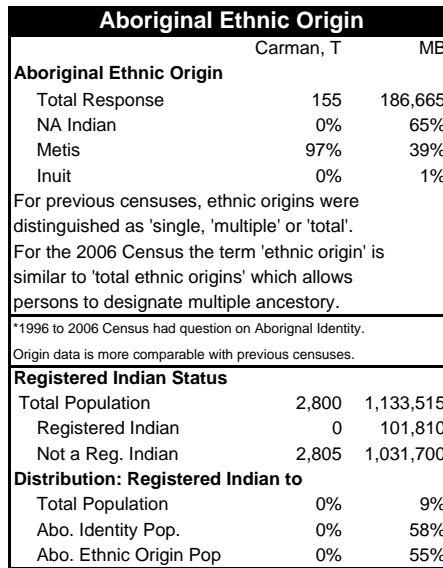 Aboriginal Ethnic Origin
Carman, T MB
Aboriginal Ethnic Origin
Total Response 155 186,665
NA Indian 0% 65%
Metis 97% 39%
Inuit 0% 1%
For previous censuses, ethnic origins were
distinguished as 'single, 'multiple' or 'total'.
For the 2006 Census the term 'ethnic origin' is
similar to 'total ethnic origins' which allows
persons to designate multiple ancestory.
*1996 to 2006 Census had question on Aborignal Identity.
Origin data is more comparable with previous censuses.
Registered Indian Status
Total Population 2,800 1,133,515
Registered Indian 0 101,810
Not a Reg. Indian 2,805 1,031,700
Distribution: Registered Indian to
Total Population 0% 9%
Abo. Identity Pop. 0% 58%
Abo. Ethnic Origin Pop 0% 55%